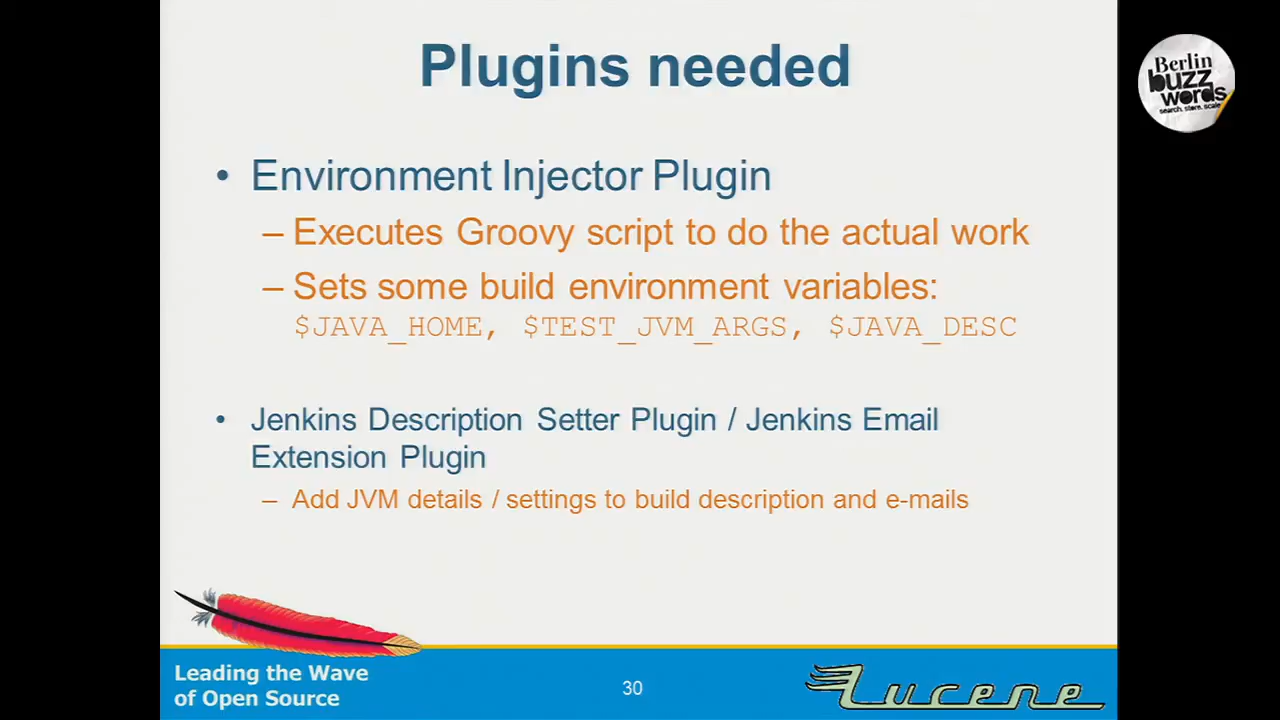 Plugins needed
Berlin
buzz
words
search. store. scale.
• Environment Injector Plugin
– Executes Groovy script to do the actual work
– Sets some build environment variables:
$JAVA_HOME, $TEST_JVM_ARGS, $JAVA_DESC
• Jenkins Description Setter Plugin / Jenkins Email
Extension Plugin
– Add JVM details / settings to build description and e-mails
Leading the Wave
of Open Source
30
Lucene